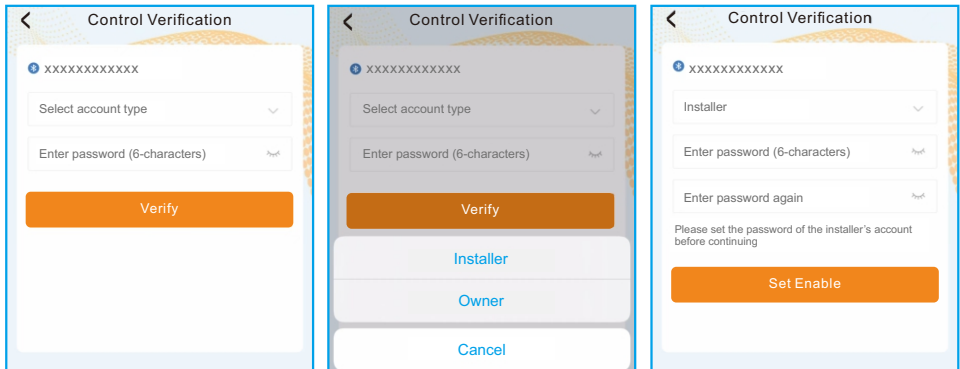 Control Verification
XXXXXXXXXXXX
Select account type
Enter password (6-characters)
Verify
Control Verification
XXXXXXXXXXXX
Select account type
Enter password (6-characters)
Verify
Installer
Owner
Cancel
Control Verification
XXXXXXXXXXXX
Installer
Enter password (6-characters)
Enter password again
Please set the password of the installer's account
before continuing
Set Enable